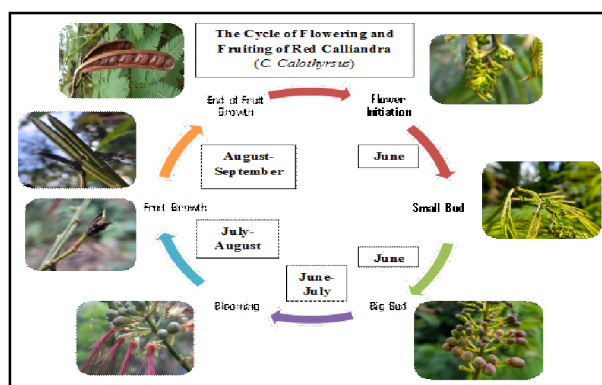 The Cycle of Flowering and
Fruiting of Red Calliandra
(C. Calothyrsus)
End of Fruit
Growth
Flower
Initiation
August-
September
June
Fruit Growth
Small Bud
July-
August
June
June-
July
Blooming
Big Bud